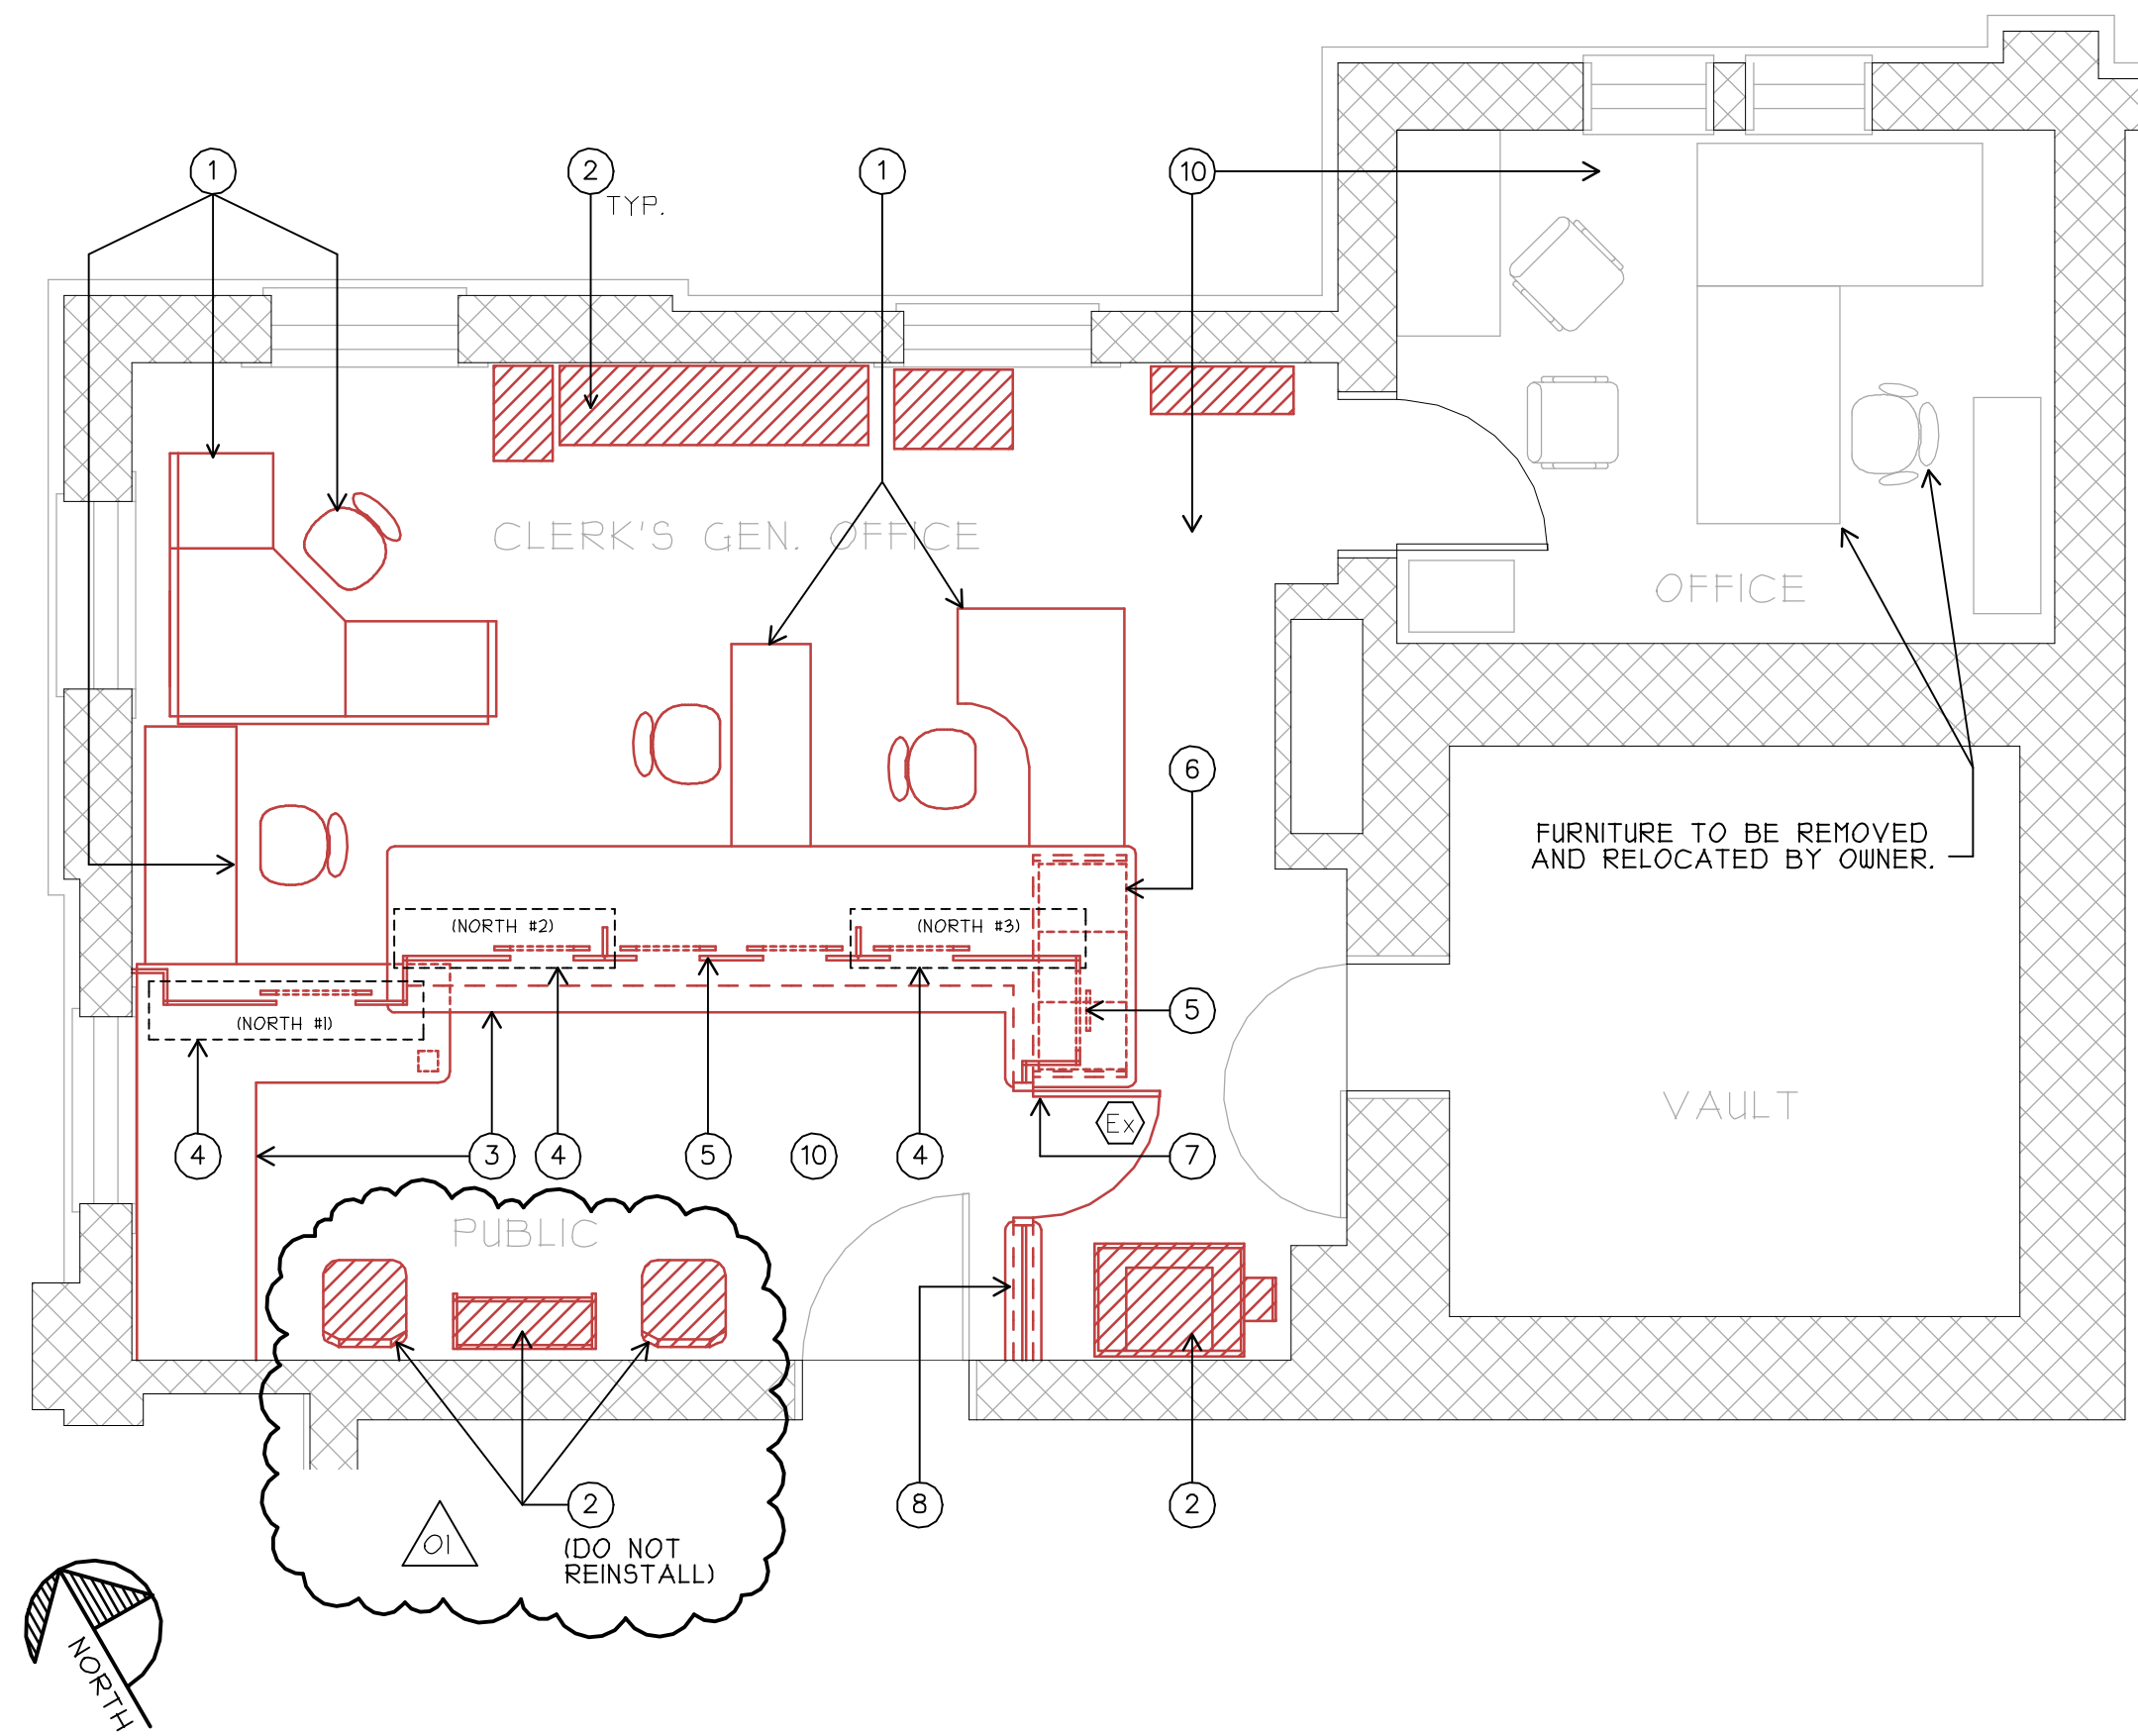 1
2
1
10
TYP.
CLERK'S GEN. OFFICE
OFFICE
6
FURNITURE TO BE REMOVED
AND RELOCATED BY OWNER.
(NORTH #2)
(NORTH #3)
(NORTH #1)
5
VAULT
Ex
4
3
4
5
10
4
7
PUBLIC
2
8
2
01
(DO NOT
REINSTALL)
NORTH